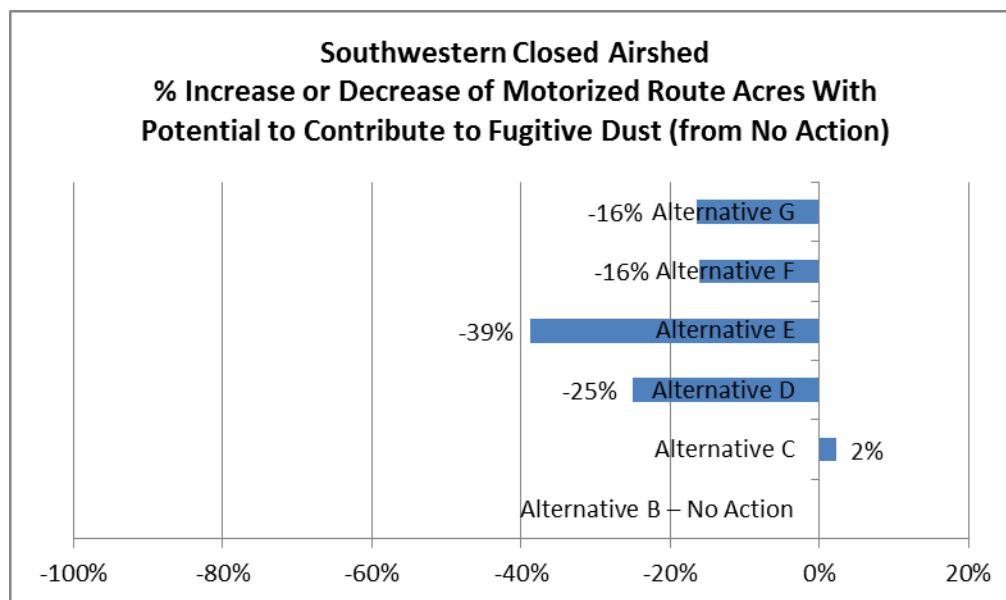 Southwestern Closed Airshed
% Increase or Decrease of Motorized Route Acres With
Potential to Contribute to Fugitive Dust (from No Action)
-16% Alternative G
-16% Alternative F
-39% Alternative E
-25% Alternative D
Alternative C 2%
Alternative B – No Action
-100% -80% -60% -40% -20% 0% 20%